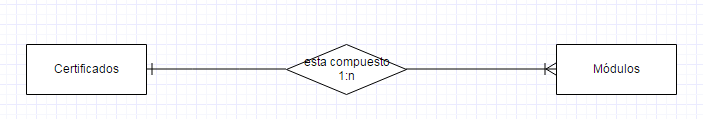 Certificados
esta compuesto
1:n
Módulos